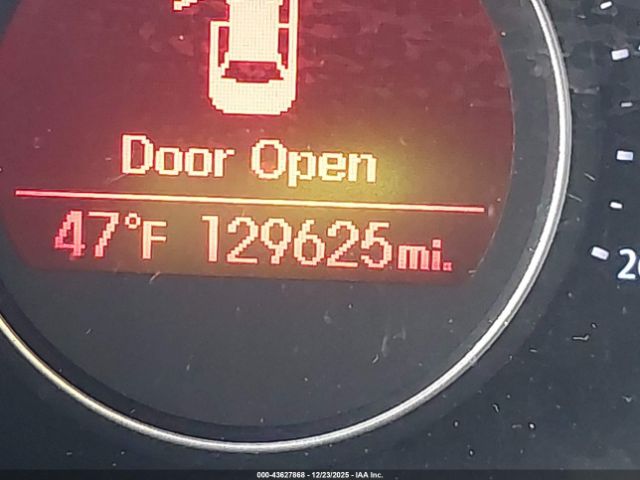 Door Open
47°F 129625mi.
000-43627868 - 12/23/2025 - IAA Inc.